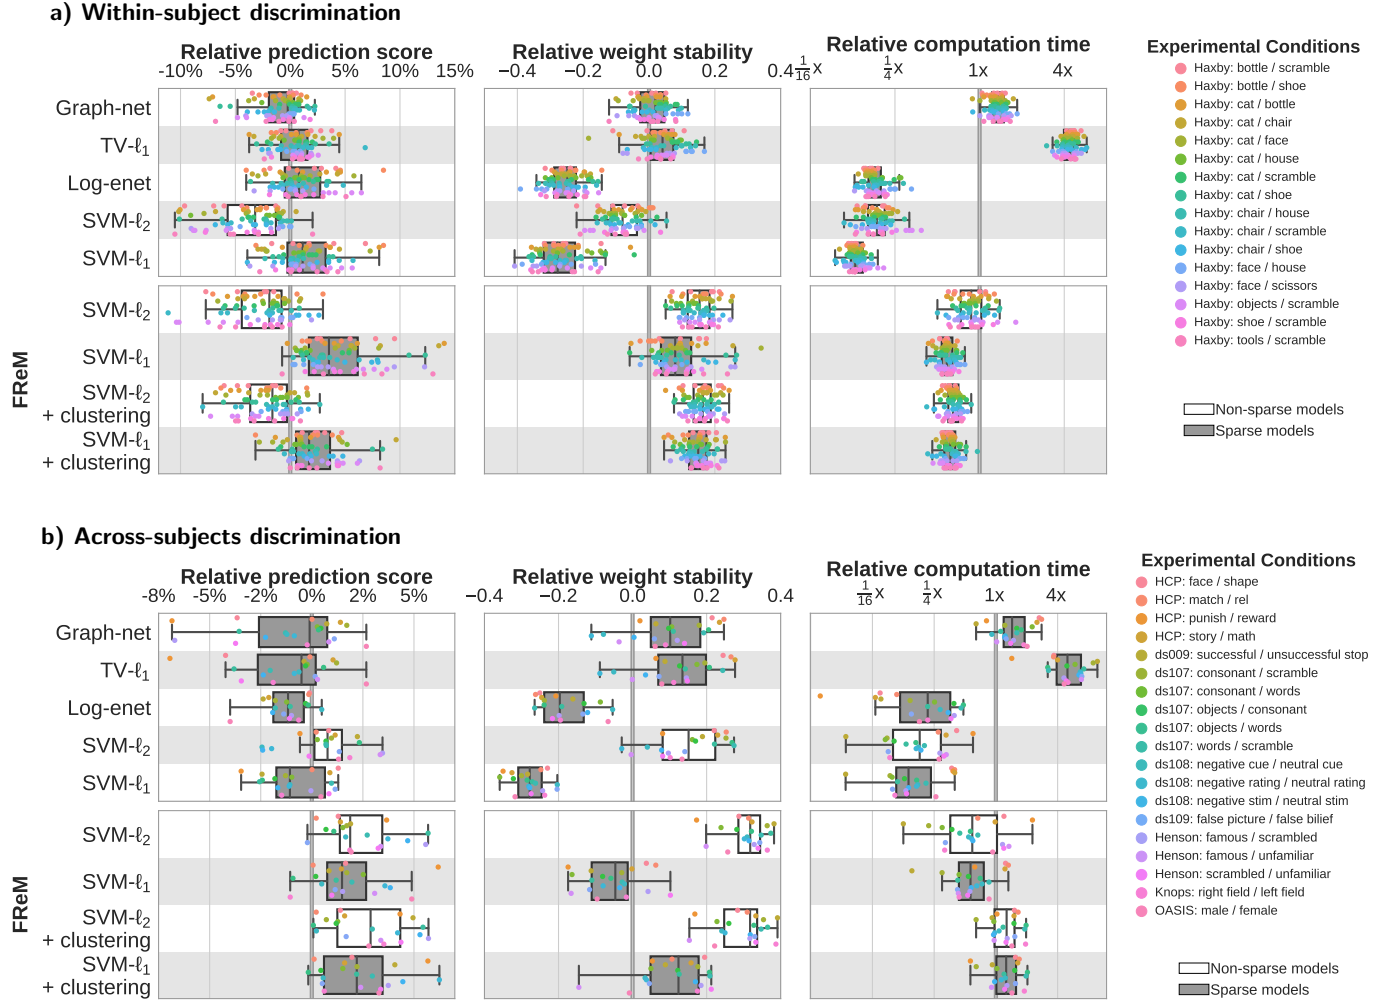 a) Within-subject discrimination
Relative prediction score
-10% -5% 0% 5% 10% 15%
Relative weight stability
−0.4 −0.2 0.0 0.2 0.4
Relative computation time
1/16 x 1/4 x 1x 4x
Graph-net
TV-ℓ1
Log-enet
SVM-ℓ2
SVM-ℓ1
FReM
SVM-ℓ2
SVM-ℓ1
SVM-ℓ2
+ clustering
SVM-ℓ1
+ clustering
Experimental Conditions
Haxby: bottle / scramble
Haxby: bottle / shoe
Haxby: cat / bottle
Haxby: cat / chair
Haxby: cat / face
Haxby: cat / house
Haxby: cat / scramble
Haxby: cat / shoe
Haxby: chair / house
Haxby: chair / scramble
Haxby: chair / shoe
Haxby: face / house
Haxby: face / scissors
Haxby: objects / scramble
Haxby: shoe / scramble
Haxby: tools / scramble
Non-sparse models
Sparse models
b) Across-subjects discrimination
Relative prediction score
-8% -5% -2% 0% 2% 5%
Relative weight stability
−0.4 −0.2 0.0 0.2 0.4
Relative computation time
1/16 x 1/4 x 1x 4x
Graph-net
TV-ℓ1
Log-enet
SVM-ℓ2
SVM-ℓ1
FReM
SVM-ℓ2
SVM-ℓ1
SVM-ℓ2
+ clustering
SVM-ℓ1
+ clustering
Experimental Conditions
HCP: face / shape
HCP: match / rel
HCP: punish / reward
HCP: story / math
ds009: successful / unsuccessful stop
ds107: consonant / scramble
ds107: consonant / words
ds107: objects / consonant
ds107: objects / words
ds107: words / scramble
ds108: negative cue / neutral cue
ds108: negative rating / neutral rating
ds108: negative stim / neutral stim
ds109: false picture / false bilief
Henson: famous / scrambled
Henson: famous / unfamiliar
Henson: scrambled / unfamiliar
Knops: right field / left field
OASIS: male / female
Non-sparse models
Sparse models